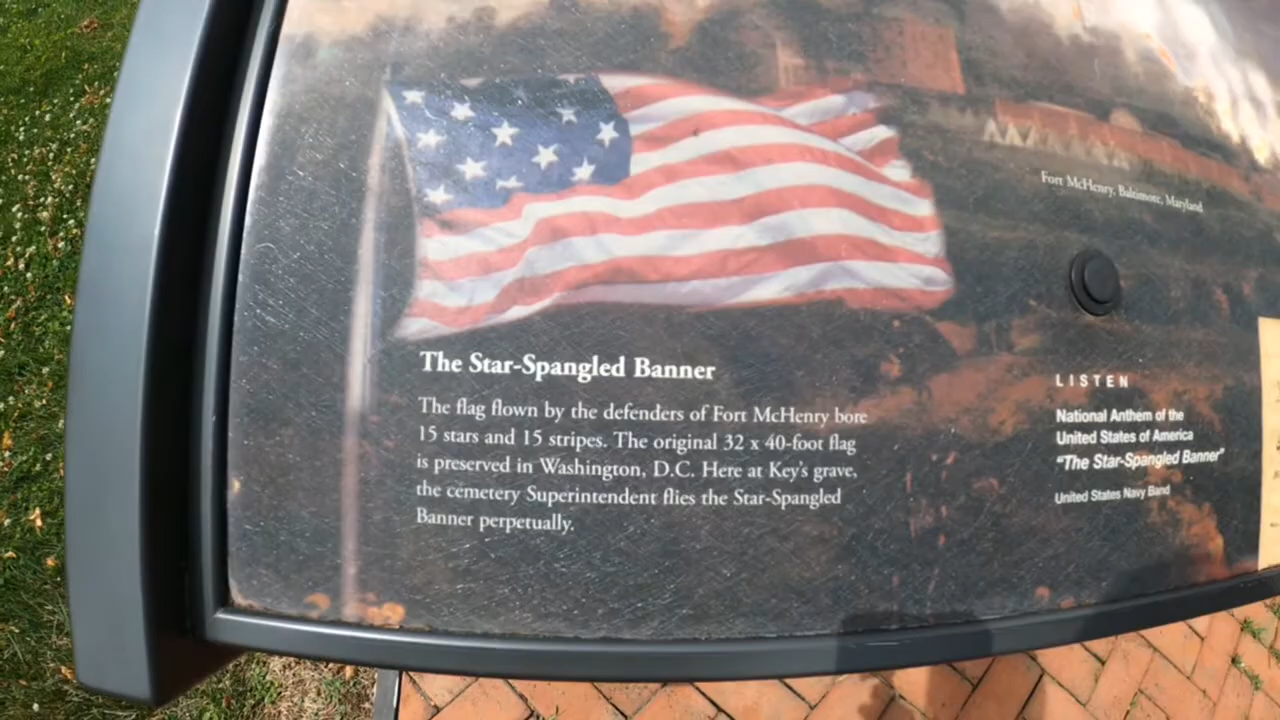 Fort McHenry, Baltimore, Maryland
The Star-Spangled Banner
The flag flown by the defenders of Fort McHenry bore
15 stars and 15 stripes. The original 32 x 40-foot flag
is preserved in Washington, D.C. Here at Key's grave,
the cemetery Superintendent flies the Star-Spangled
Banner perpetually.
LISTEN
National Anthem of the
United States of America
"The Star-Spangled Banner"
United States Navy Band